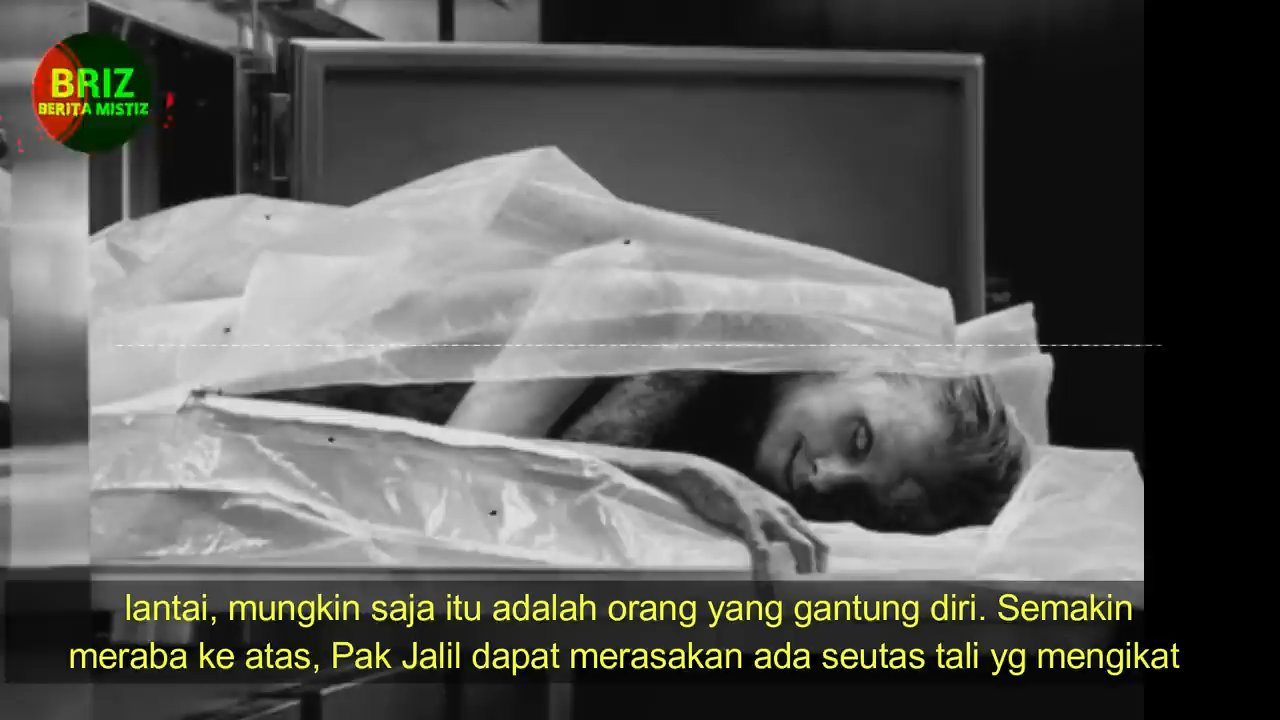 BRIZ
BERITA MISTIZ
lantai, mungkin saja itu adalah orang yang gantung diri. Semakin
meraba ke atas, Pak Jalil dapat merasakan ada seutas tali yg mengikat